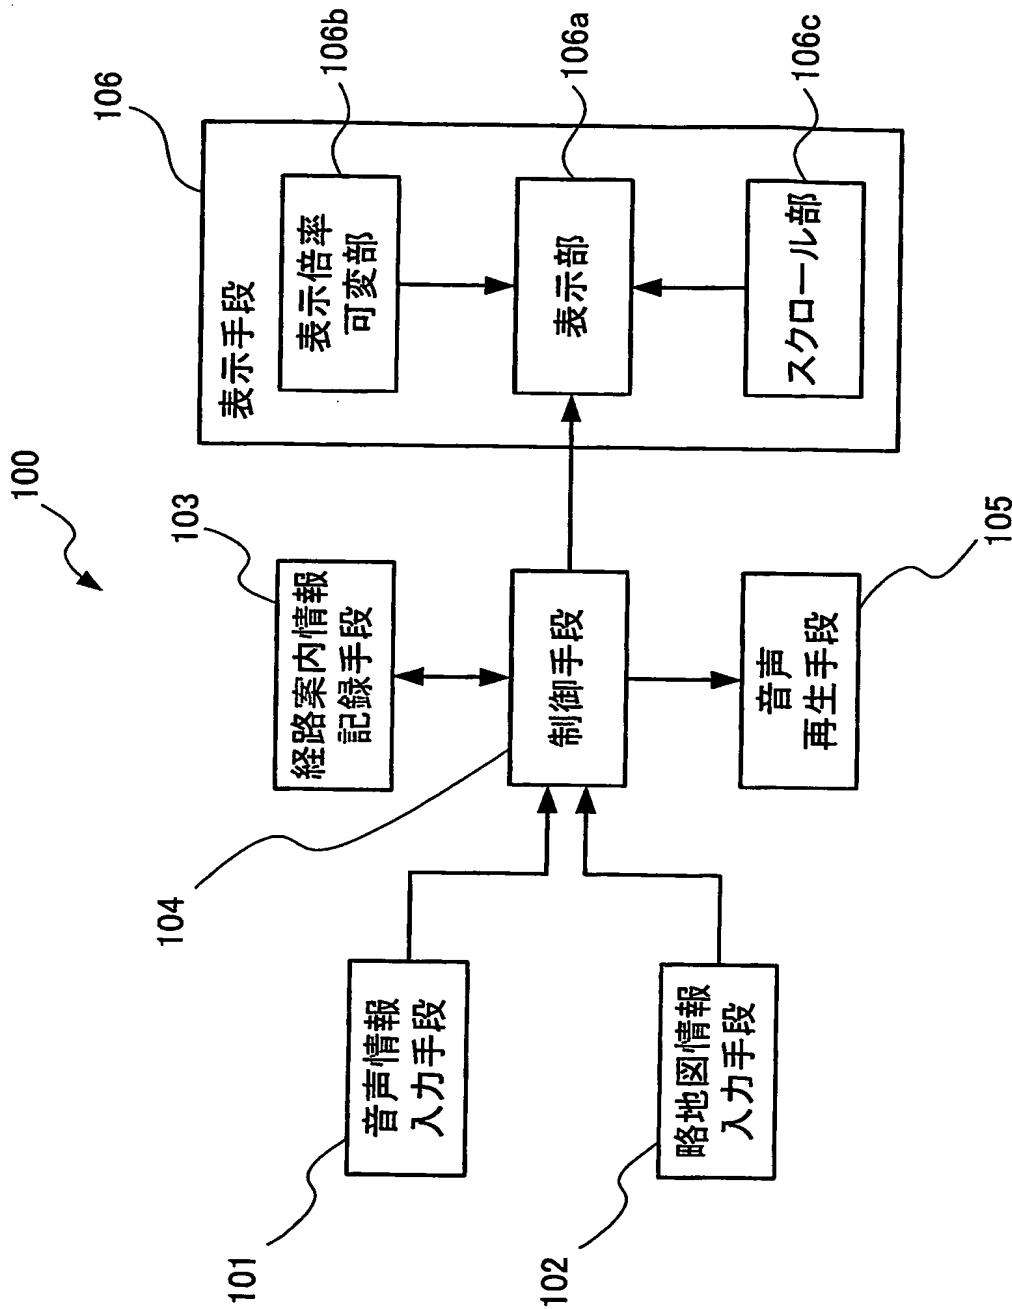 100
106
表示手段
106b
表示倍率
可変部
106a
表示部
106c
スクロール部
103
経路案内情報
記録手段
104
制御手段
105
音声
再生手段
101
音声情報
入力手段
102
略地図情報
入力手段